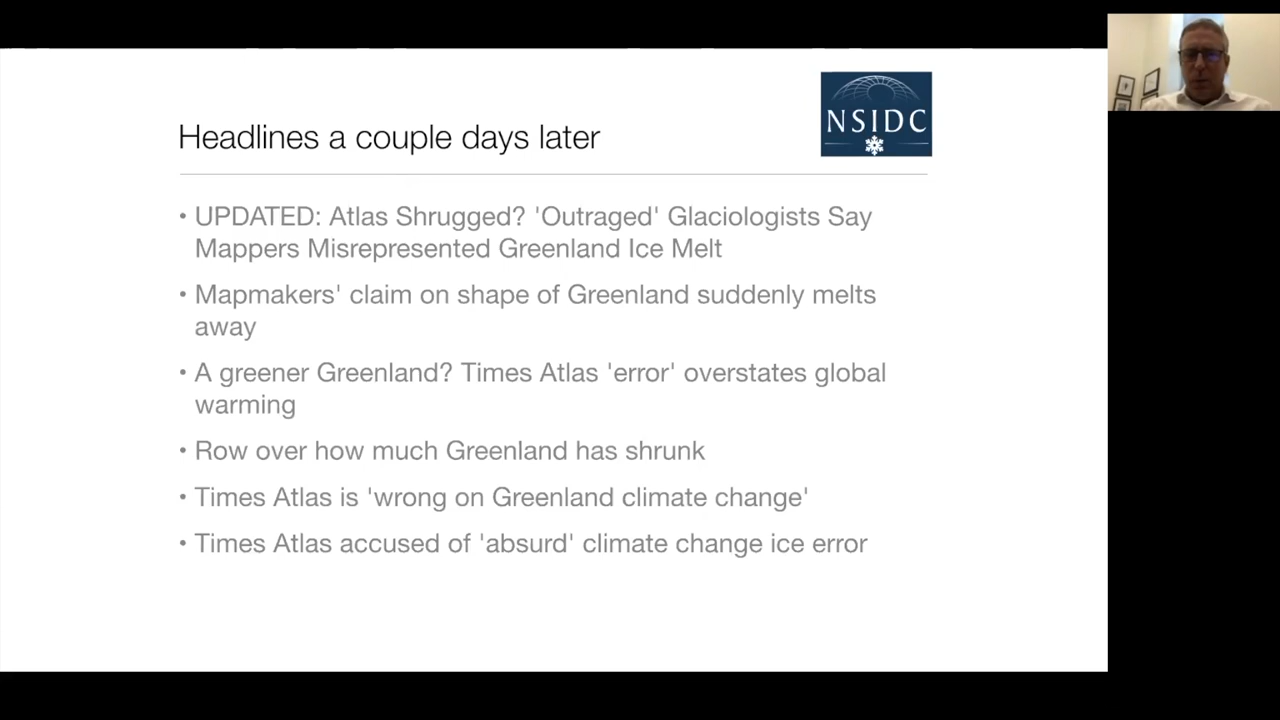 NSIDC
Headlines a couple days later
• UPDATED: Atlas Shrugged? 'Outraged' Glaciologists Say
Mappers Misrepresented Greenland Ice Melt
• Mapmakers' claim on shape of Greenland suddenly melts
away
• A greener Greenland? Times Atlas 'error' overstates global
warming
• Row over how much Greenland has shrunk
• Times Atlas is 'wrong on Greenland climate change'
• Times Atlas accused of 'absurd' climate change ice error